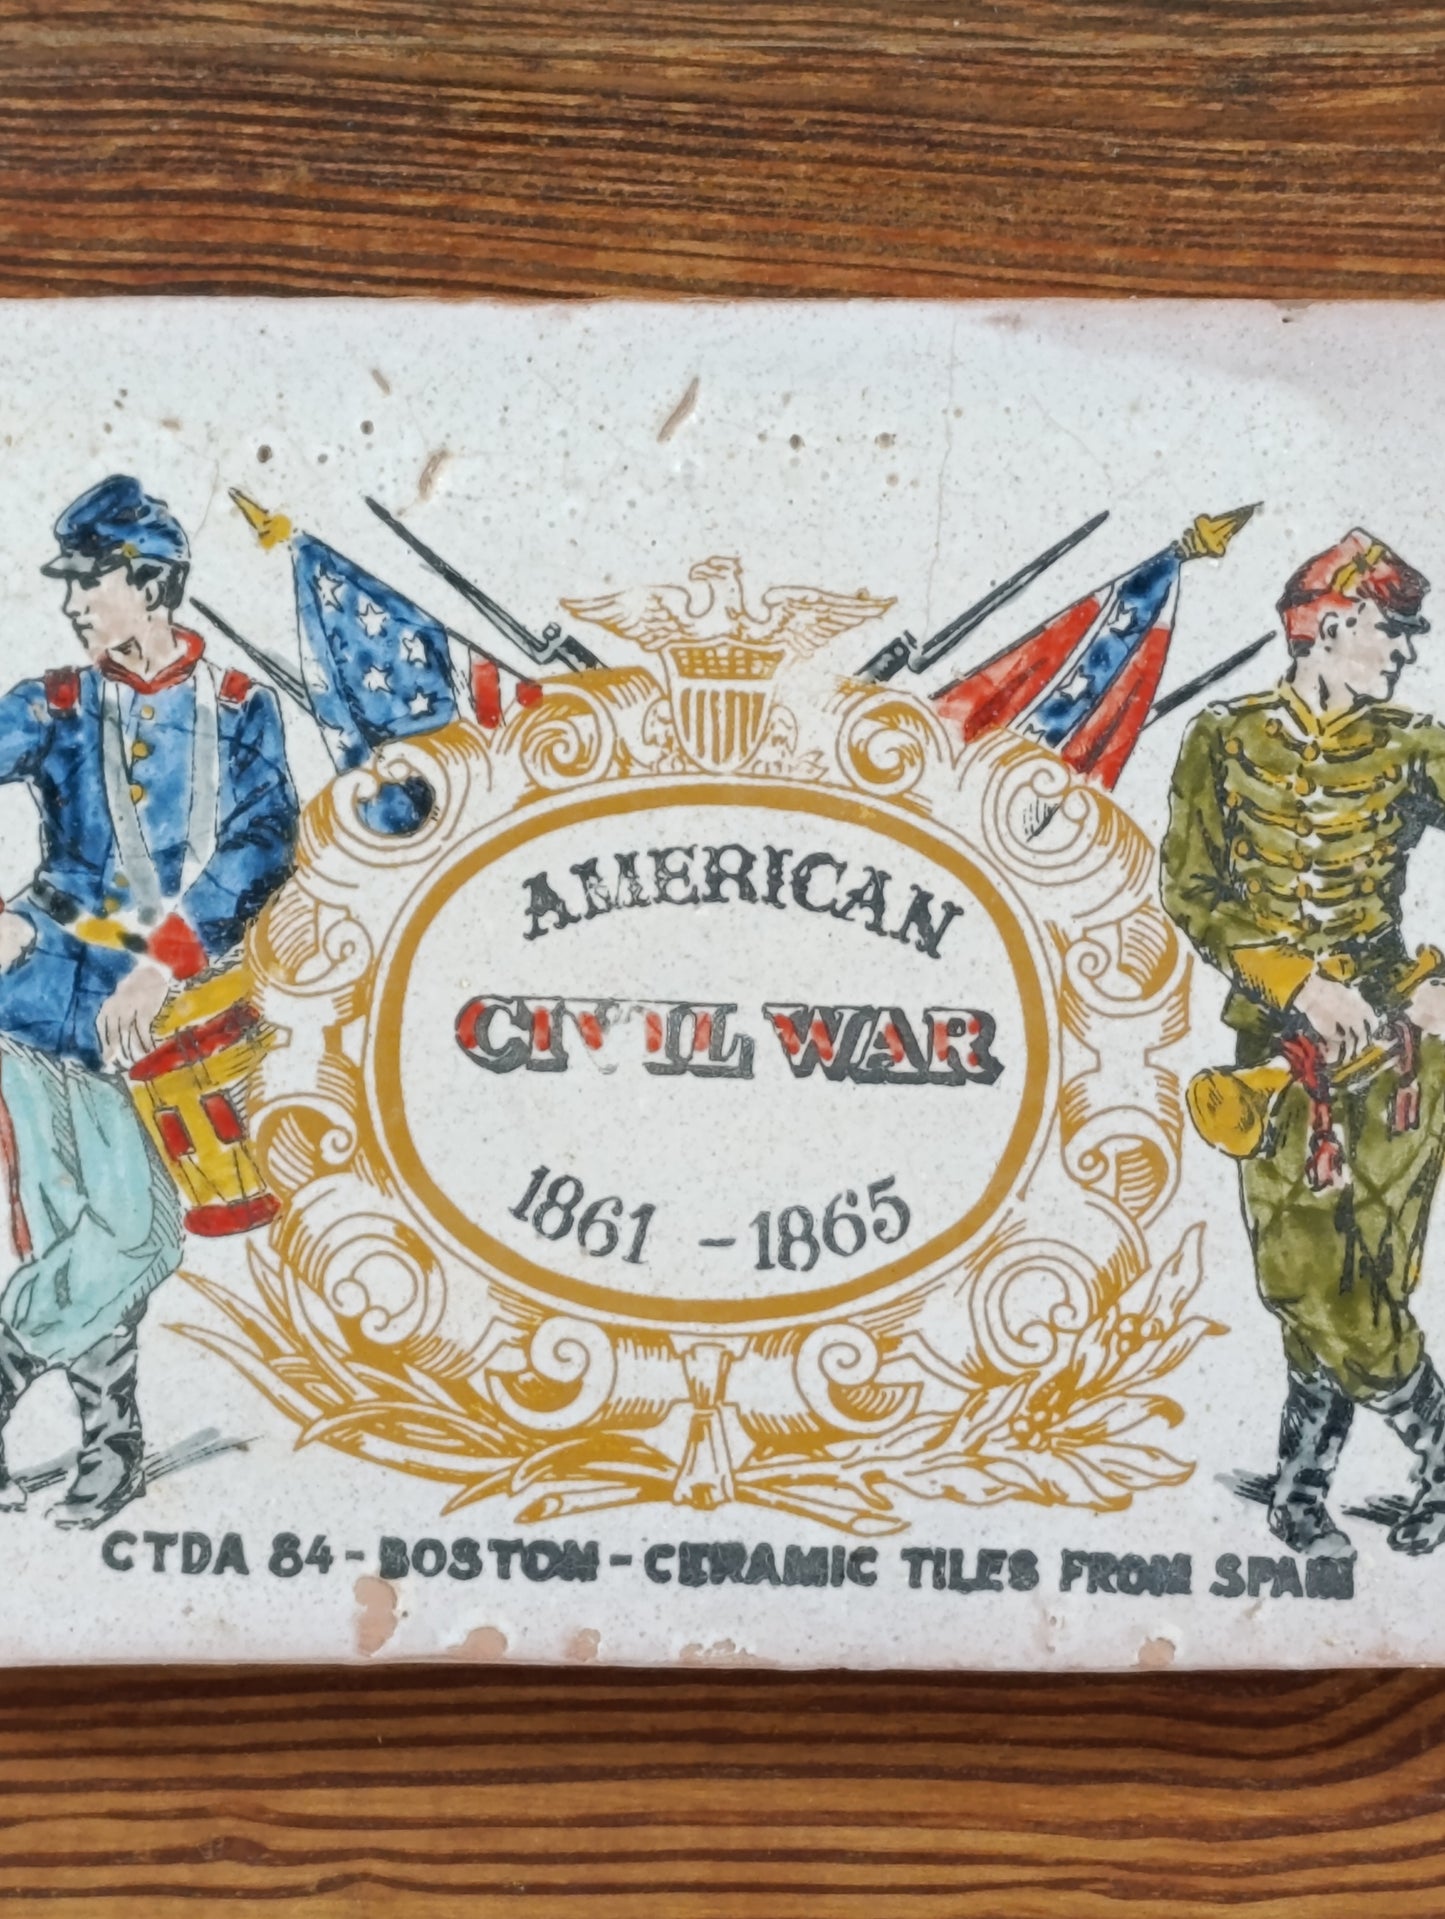 AMERICAN
CIVIL WAR
1861 - 1865
CTDA 84 - BOSTON - CERAMIC TILES FROM SPAIN